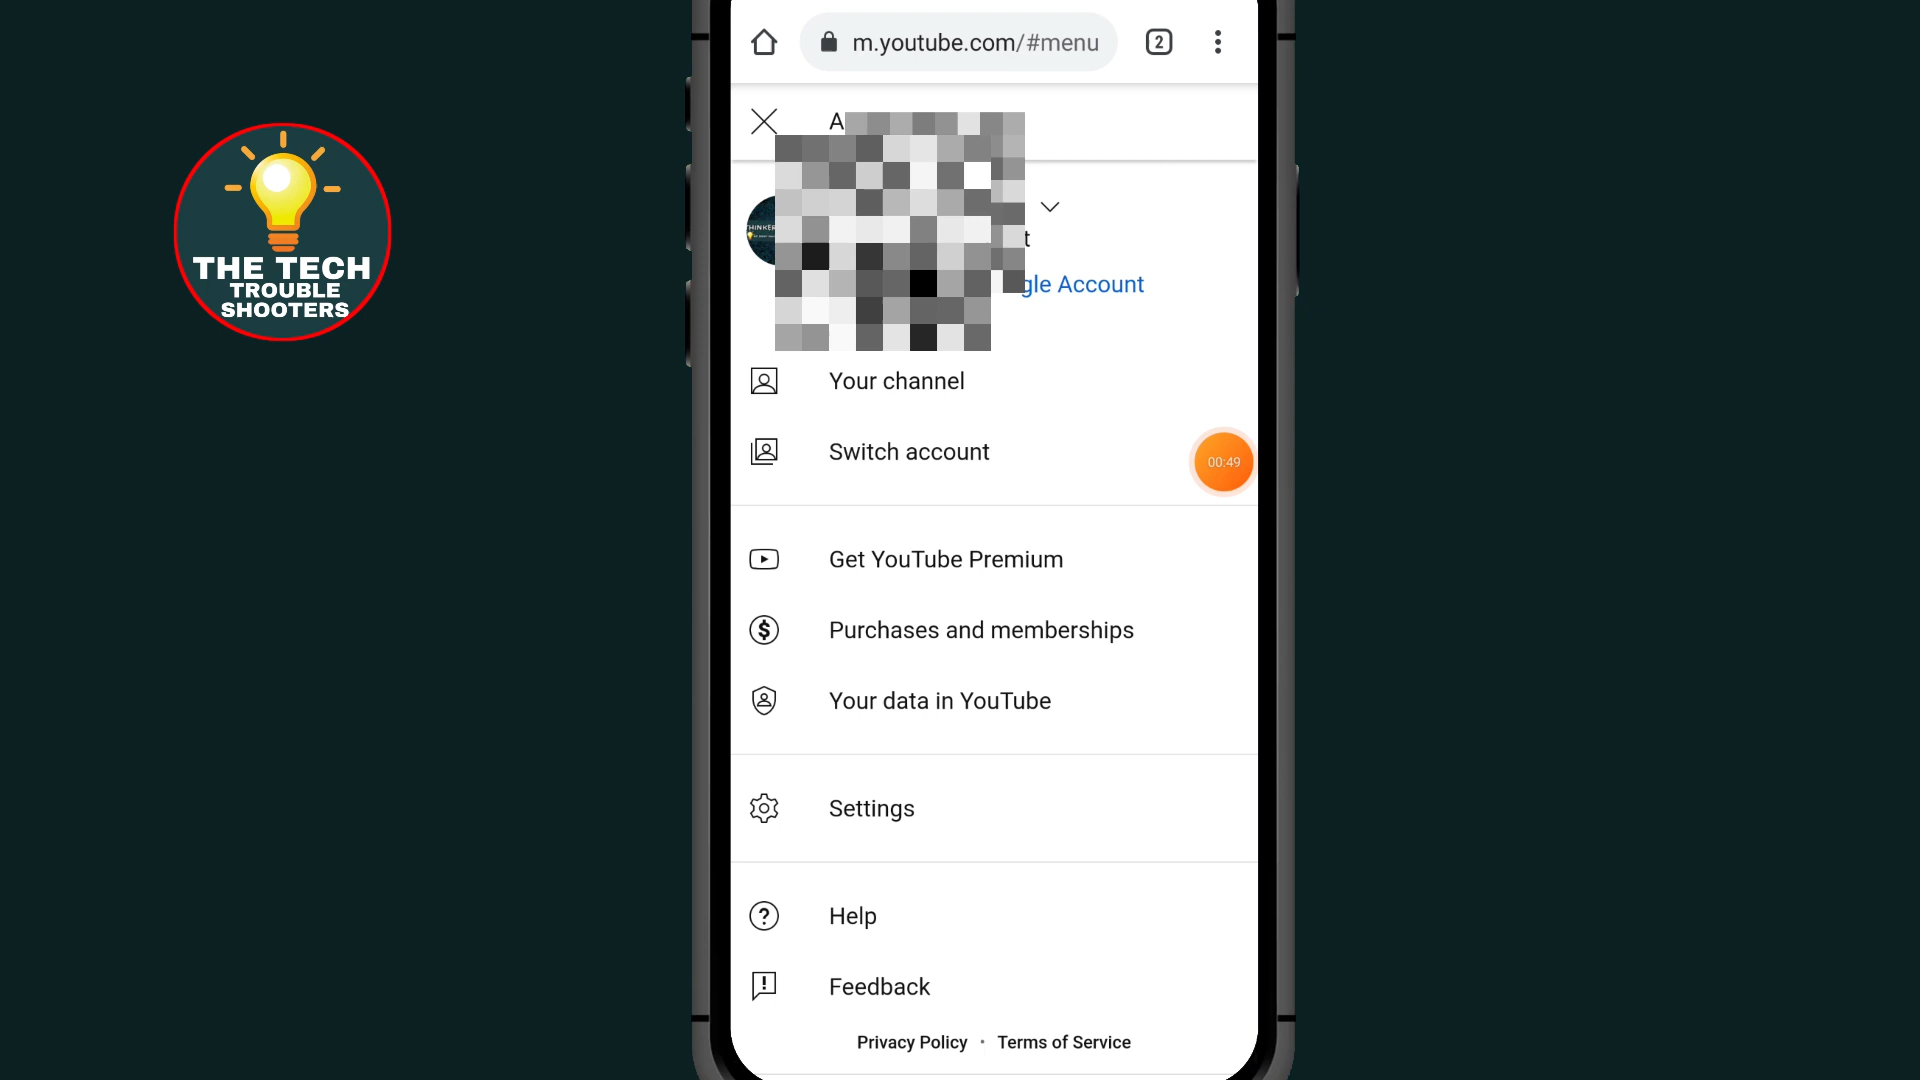 THE TECH
TROUBLE
SHOOTERS
m.youtube.com/#menu
2
A
t
gle Account
Your channel
Switch account
00:49
Get YouTube Premium
Purchases and memberships
Your data in YouTube
Settings
Help
Feedback
Privacy Policy • Terms of Service